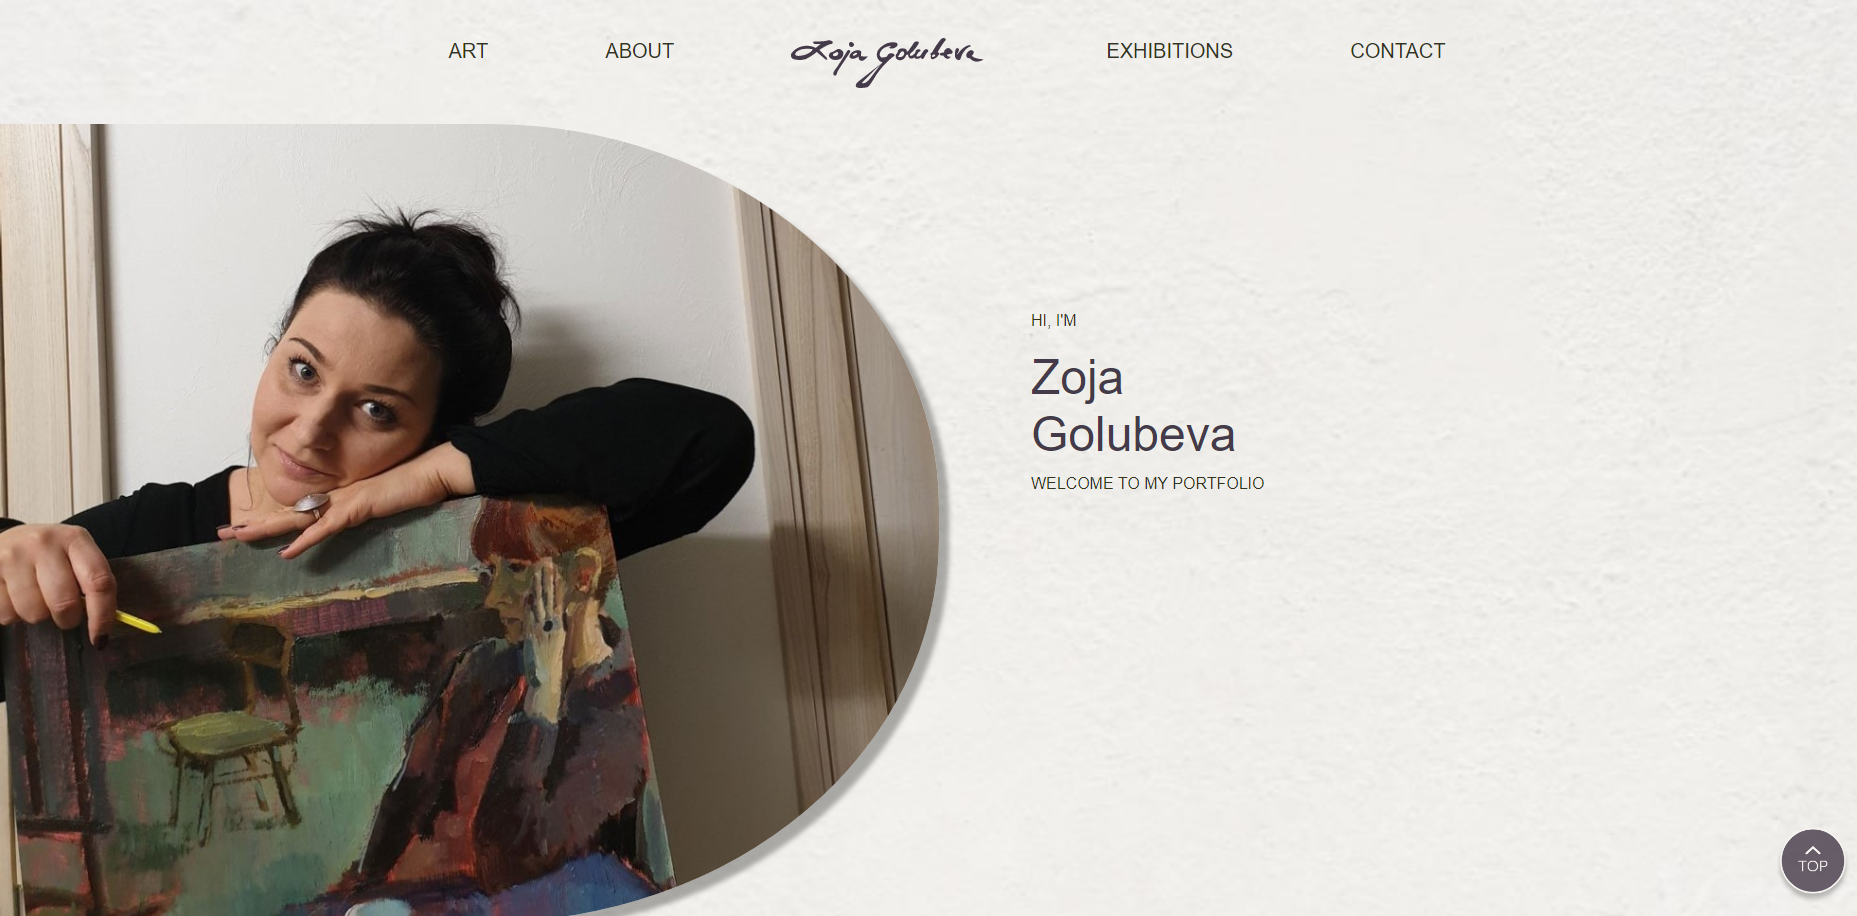 ART
ABOUT
Zoja Golubeva
EXHIBITIONS
CONTACT
HI, I'M
Zoja
Golubeva
WELCOME TO MY PORTFOLIO
TOP